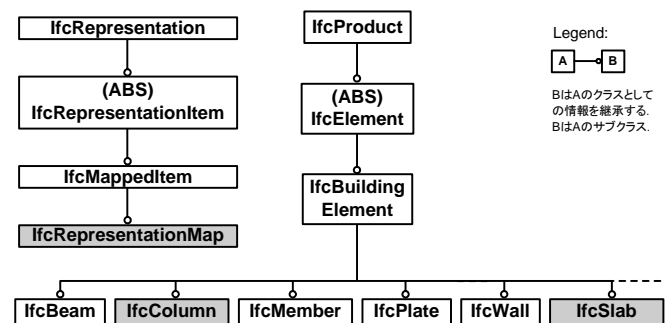 IfcRepresentation
(ABS)
IfcRepresentationItem
IfcMappedItem
IfcRepresentationMap
IfcProduct
(ABS)
IfcElement
IfcBuilding
Element
Legend:
A B
BはAのクラスとして
の情報を継承する.
BはAのサブクラス.
IfcBeam IfcColumn IfcMember IfcPlate IfcWall IfcSlab